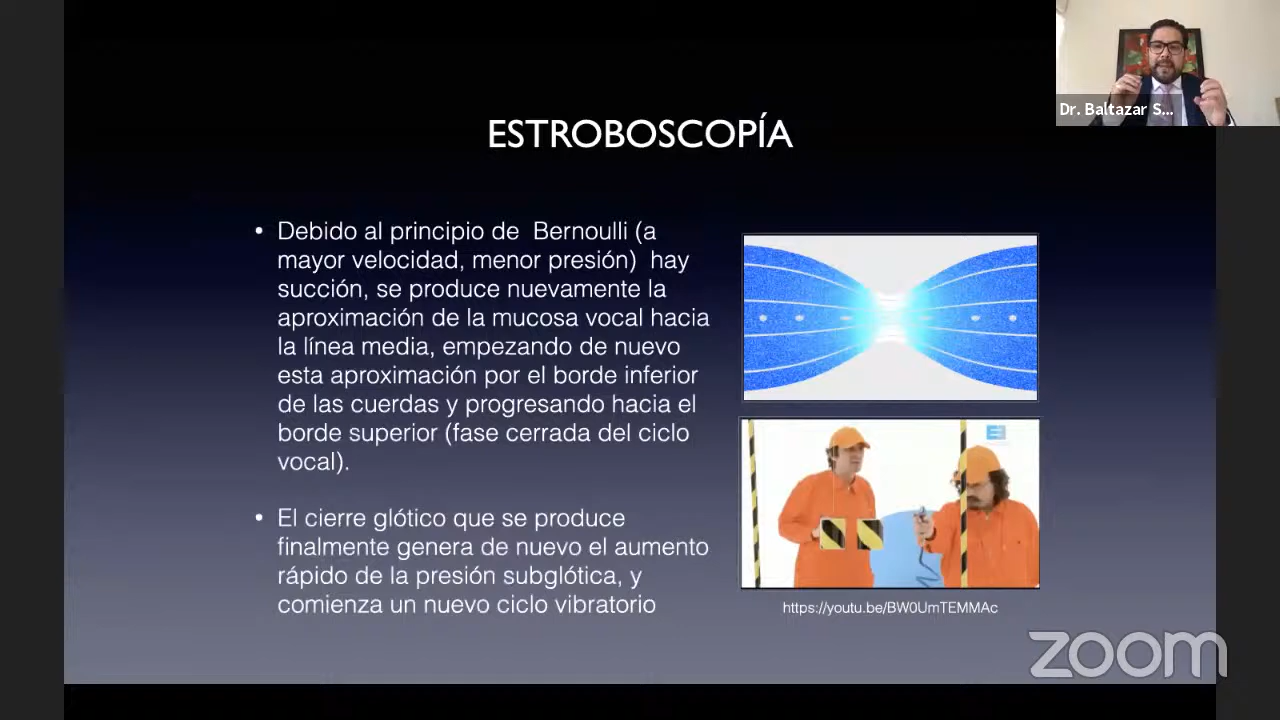 Dr. Baltazar S...
ESTROBOSCOPÍA
• Debido al principio de Bernoulli (a
mayor velocidad, menor presión) hay
succión, se produce nuevamente la
aproximación de la mucosa vocal hacia
la línea media, empezando de nuevo
esta aproximación por el borde inferior
de las cuerdas y progresando hacia el
borde superior (fase cerrada del ciclo
vocal).
• El cierre glótico que se produce
finalmente genera de nuevo el aumento
rápido de la presión subglótica, y
comienza un nuevo ciclo vibratorio
https://youtu.be/BW0UmTEMMAc
zoom